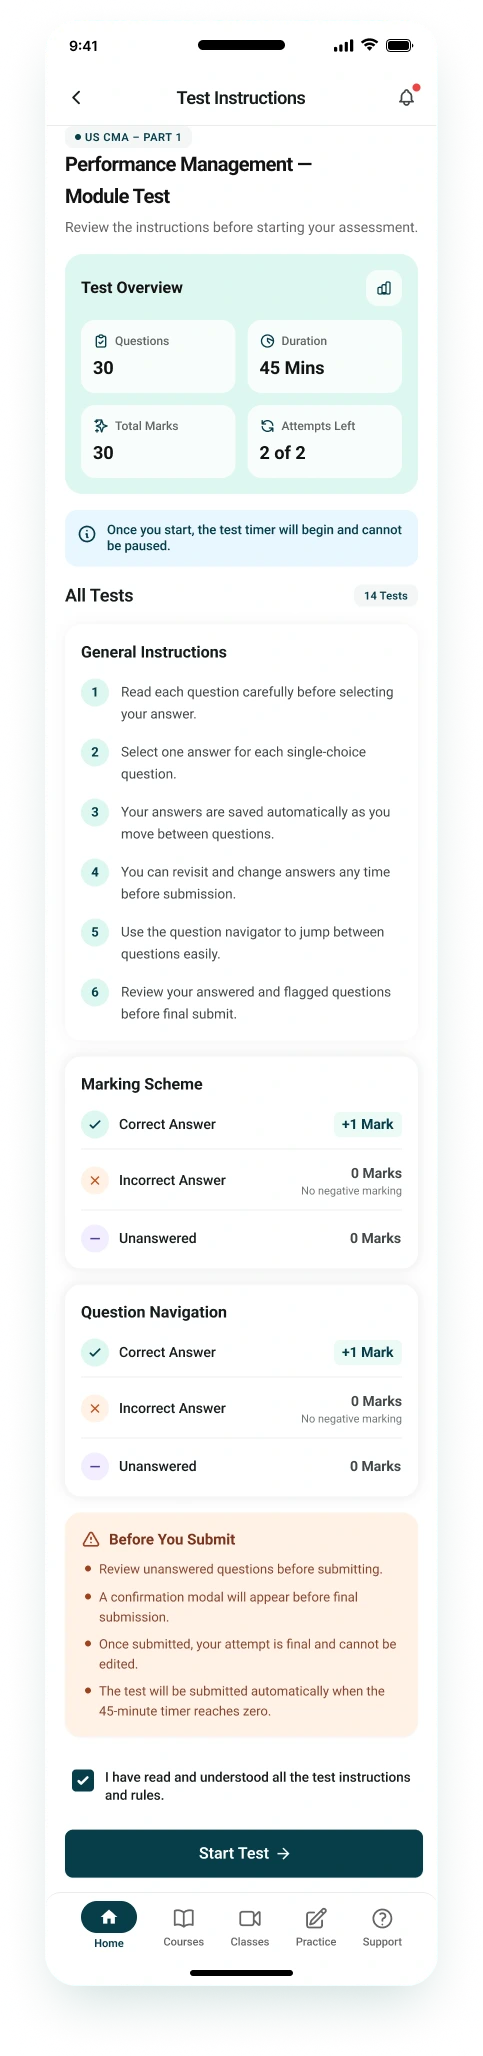 9:41
Test Instructions
US CMA – PART 1
Performance Management –
Module Test
Review the instructions before starting your assessment.
Test Overview
Questions
30
Duration
45 Mins
Total Marks
30
Attempts Left
2 of 2
Once you start, the test timer will begin and cannot
be paused.
All Tests
14 Tests
General Instructions
1 Read each question carefully before selecting
your answer.
2 Select one answer for each single-choice
question.
3 Your answers are saved automatically as you
move between questions.
4 You can revisit and change answers any time
before submission.
5 Use the question navigator to jump between
questions easily.
6 Review your answered and flagged questions
before final submit.
Marking Scheme
Correct Answer +1 Mark
Incorrect Answer 0 Marks
No negative marking
Unanswered 0 Marks
Question Navigation
Correct Answer +1 Mark
Incorrect Answer 0 Marks
No negative marking
Unanswered 0 Marks
Before You Submit
Review unanswered questions before submitting.
A confirmation modal will appear before final
submission.
Once submitted, your attempt is final and cannot be
edited.
The test will be submitted automatically when the
45-minute timer reaches zero.
I have read and understood all the test instructions
and rules.
Start Test →
Home Courses Classes Practice Support